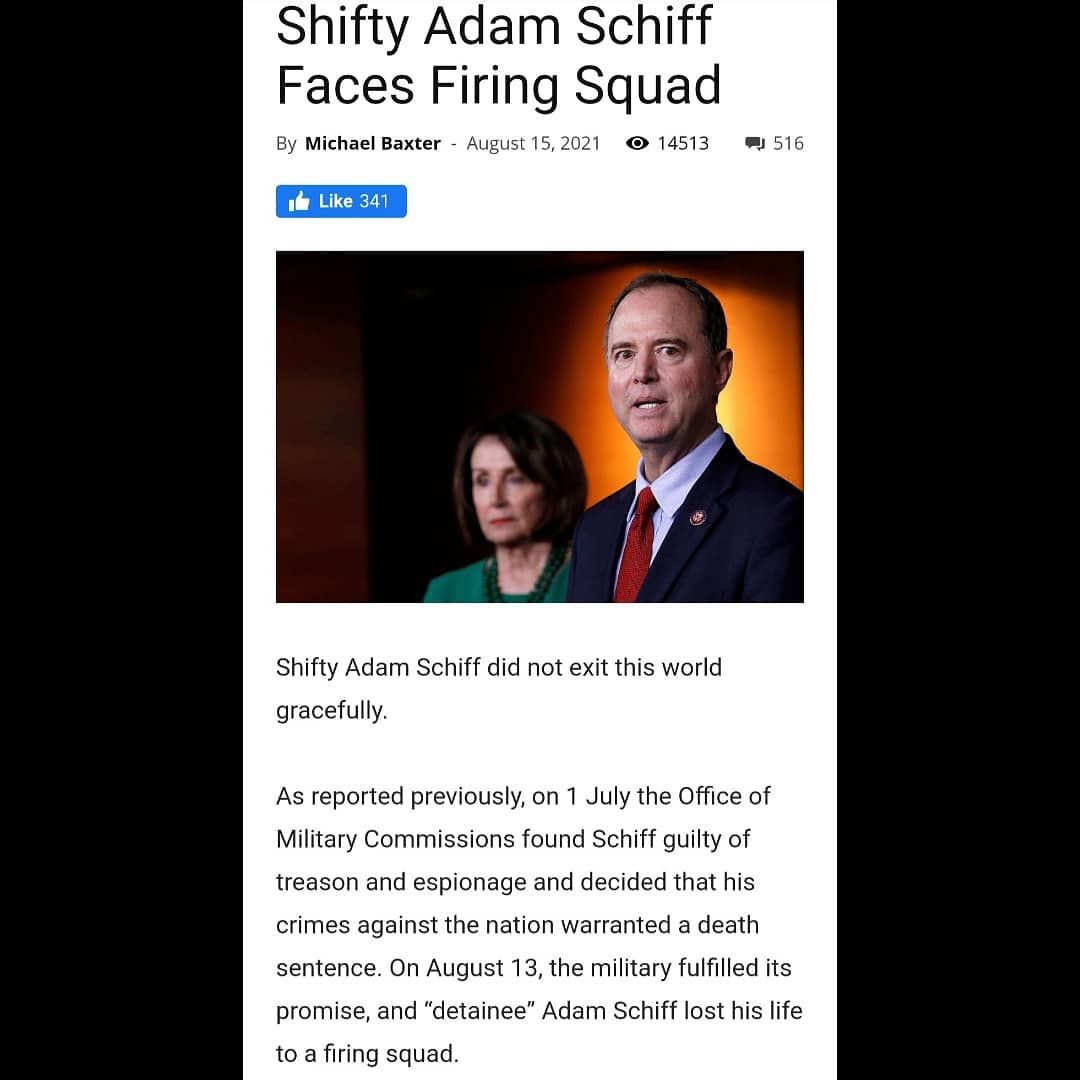 Shifty Adam Schiff
Faces Firing Squad
By Michael Baxter - August 15, 2021 14513 516
Like 341
Shifty Adam Schiff did not exit this world
gracefully.
As reported previously, on 1 July the Office of
Military Commissions found Schiff guilty of
treason and espionage and decided that his
crimes against the nation warranted a death
sentence. On August 13, the military fulfilled its
promise, and “detainee” Adam Schiff lost his life
to a firing squad.